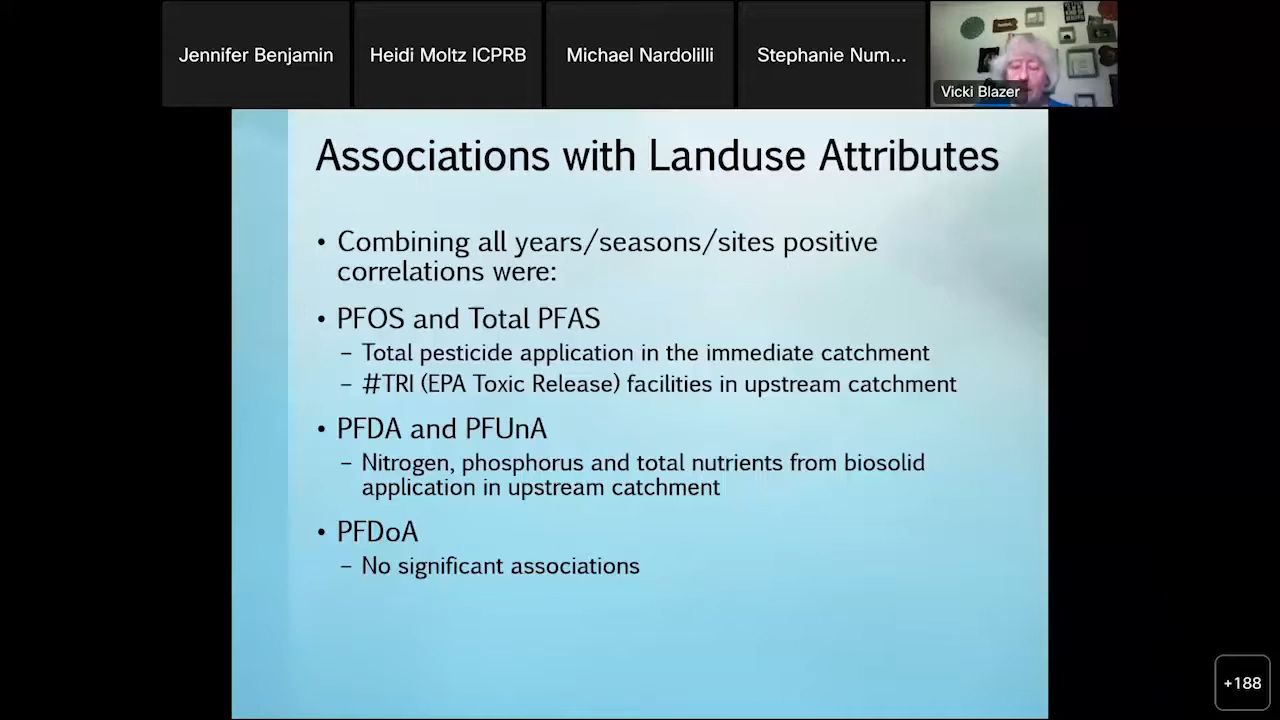 Jennifer Benjamin
Heidi Moltz ICPRB
Michael Nardolilli
Stephanie Num...
Vicki Blazer
Associations with Landuse Attributes
• Combining all years/seasons/sites positive
correlations were:
• PFOS and Total PFAS
– Total pesticide application in the immediate catchment
– #TRI (EPA Toxic Release) facilities in upstream catchment
• PFDA and PFUnA
– Nitrogen, phosphorus and total nutrients from biosolid
application in upstream catchment
• PFDoA
– No significant associations
+188